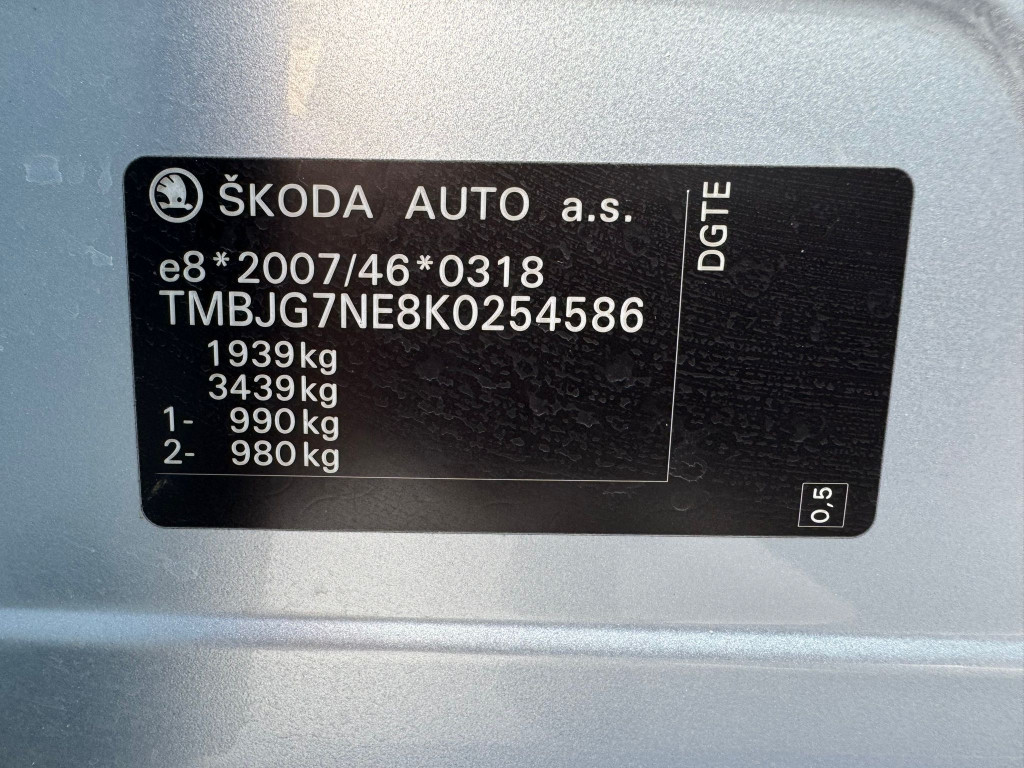 ŠKODA AUTO a.s.
e8*2007/46*0318
TMBJG7NE8K0254586
1939kg
3439kg
1- 990kg
2- 980kg
DGTE
0,5